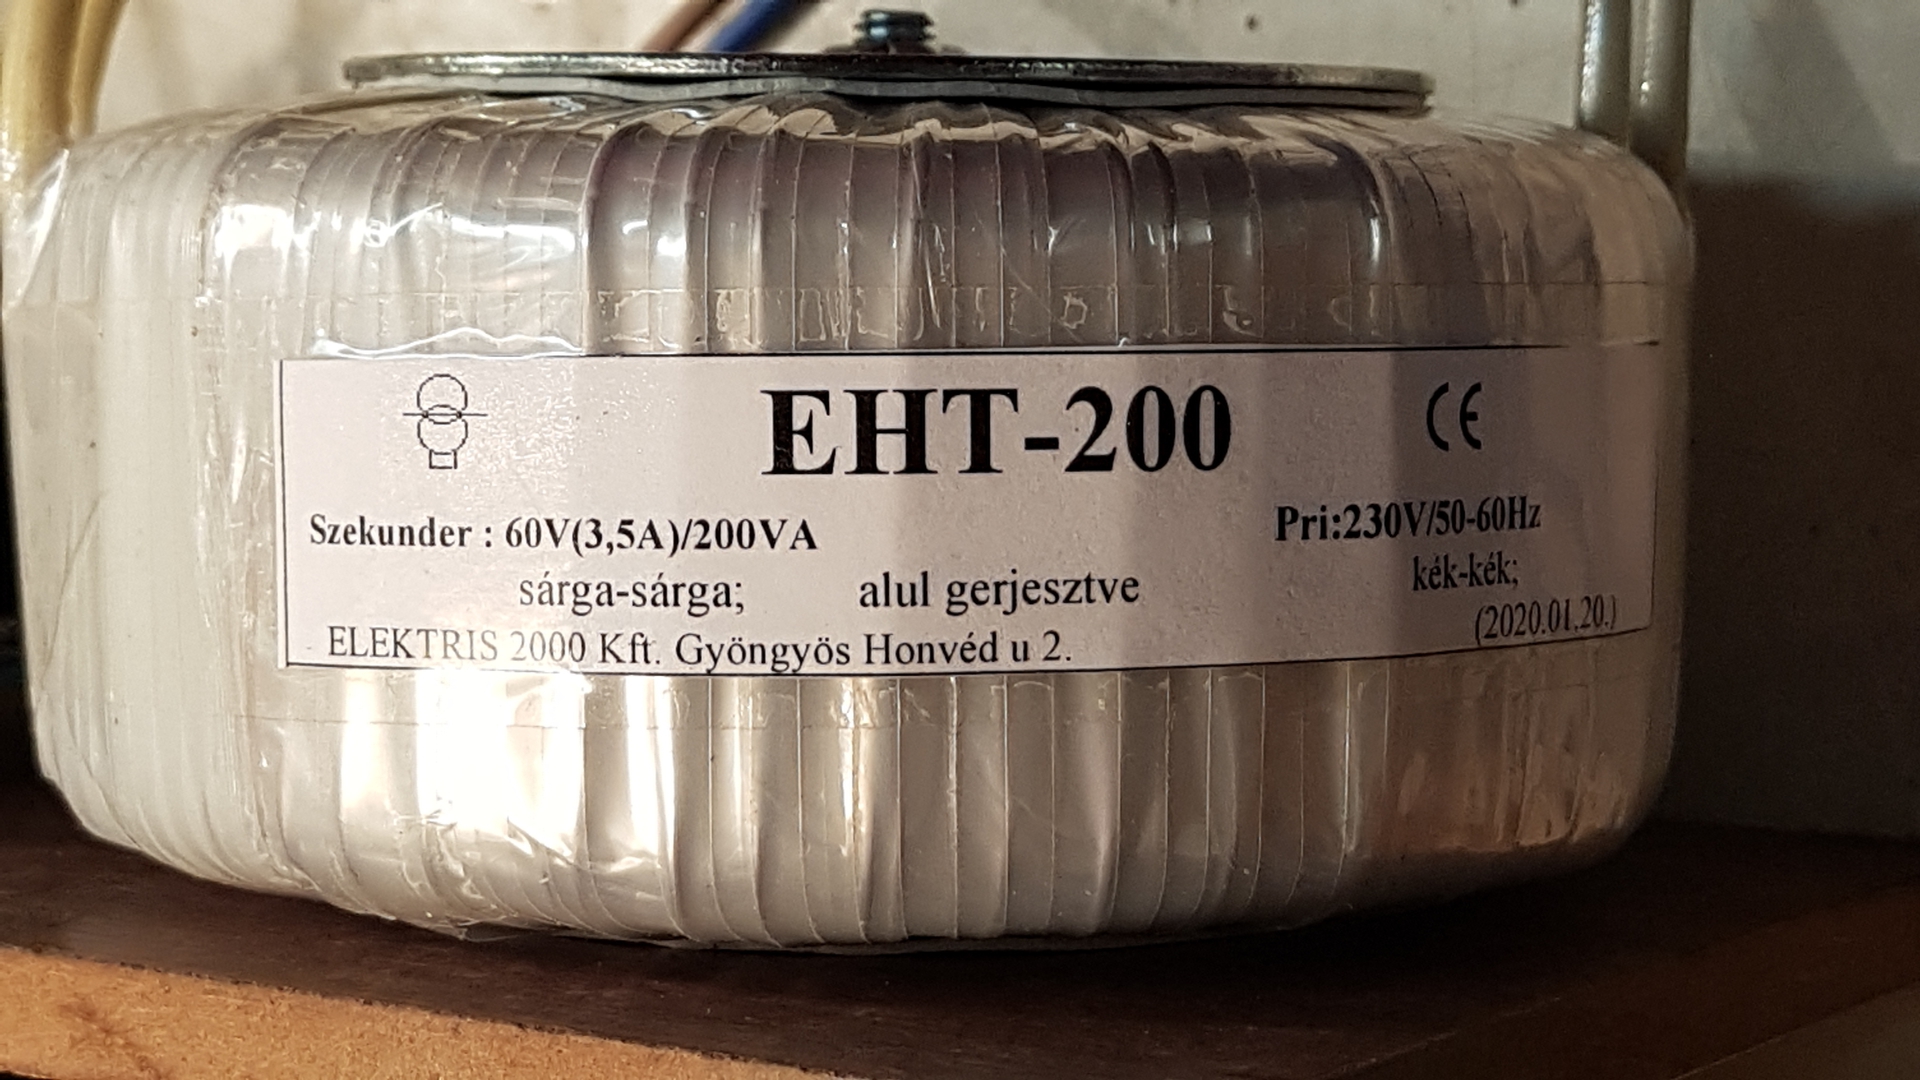 EHT-200
CE
Szekunder : 60V(3,5A)/200VA
Pri:230V/50-60Hz
sárga-sárga; alul gerjesztve
kék-kék;
(2020.01.20.)
ELEKTRIS 2000 Kft. Gyöngyös Honvéd u 2.